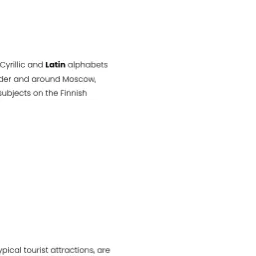 Cyrillic and Latin alphabets
der and around Moscow,
subjects on the Finnish
ypical tourist attractions, are